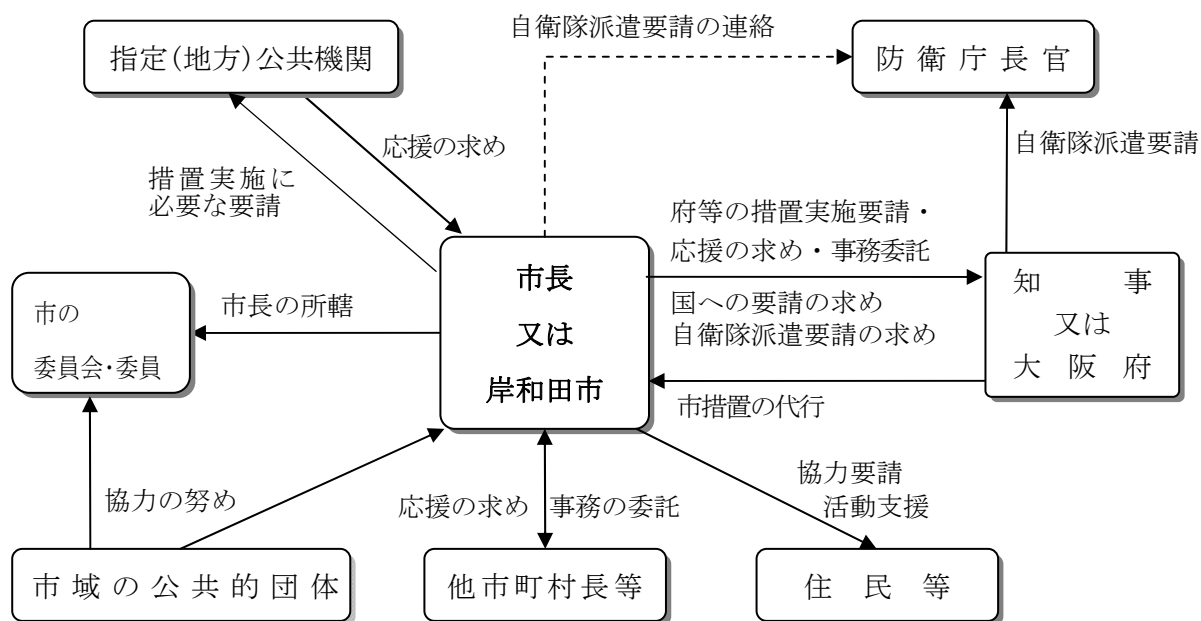 自衛隊派遣要請の連絡
指定(地方)公共機関
防衛庁長官
応援の求め
自衛隊派遣要請
措置実施に
必要な要請
府等の措置実施要請・
応援の求め・事務委託
市長
又は
岸和田市
知事
又は
大阪府
市の
委員会・委員
市長の所轄
国への要請の求め
自衛隊派遣要請の求め
市措置の代行
協力の努め
応援の求め
事務の委託
協力要請
活動支援
市域の公共的団体
他市町村長等
住民等